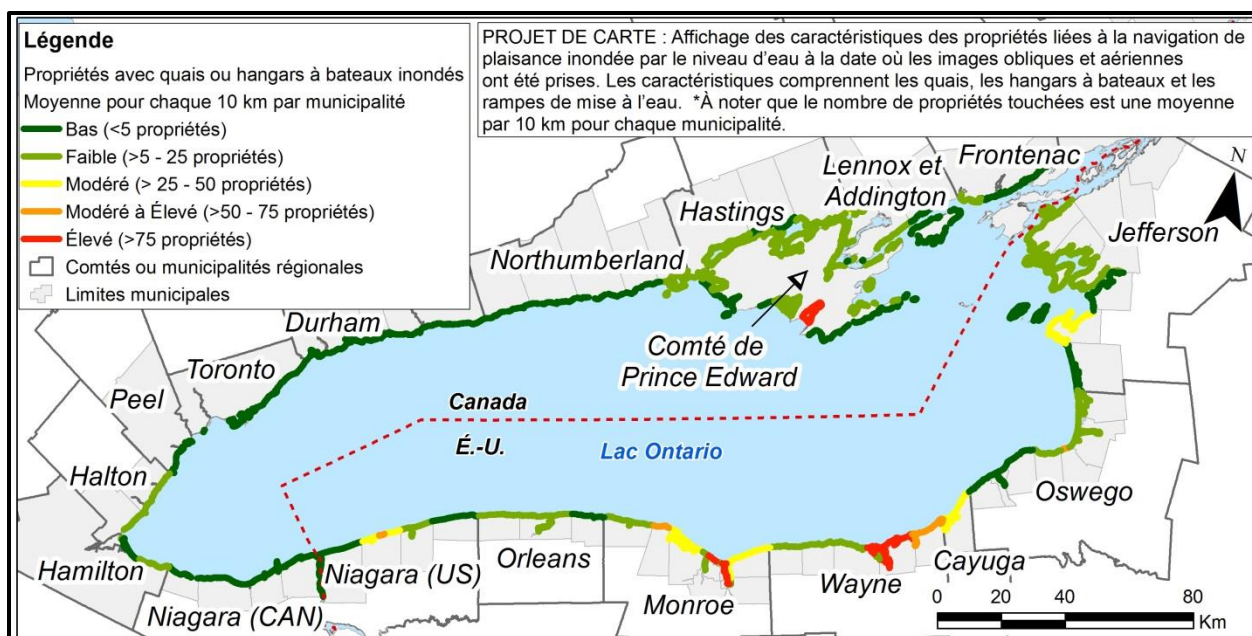 Légende
Propriétés avec quais ou hangars à bateaux inondés
Moyenne pour chaque 10 km par municipalité
Bas (<5 propriétés)
Faible (>5 - 25 propriétés)
Modéré (> 25 - 50 propriétés)
Modéré à Élevé (>50 - 75 propriétés)
Élevé (>75 propriétés)
Comtés ou municipalités régionales
Limites municipales
PROJET DE CARTE : Affichage des caractéristiques des propriétés liées à la navigation de
plaisance inondée par le niveau d'eau à la date où les images obliques et aériennes
ont été prises. Les caractéristiques comprennent les quais, les hangars à bateaux et les
rampes de mise à l'eau. *À noter que le nombre de propriétés touchées est une moyenne
par 10 km pour chaque municipalité.
N
Frontenac
Lennox et
Addington
Hastings
Jefferson
Northumberland
Durham
Comté de
Prince Edward
Toronto
Peel
Canada
É.-U.
Lac Ontario
Halton
Oswego
Hamilton
Niagara (US)
Orleans
Cayuga
Wayne
Niagara (CAN)
Monroe
0 20 40 60 80
Km